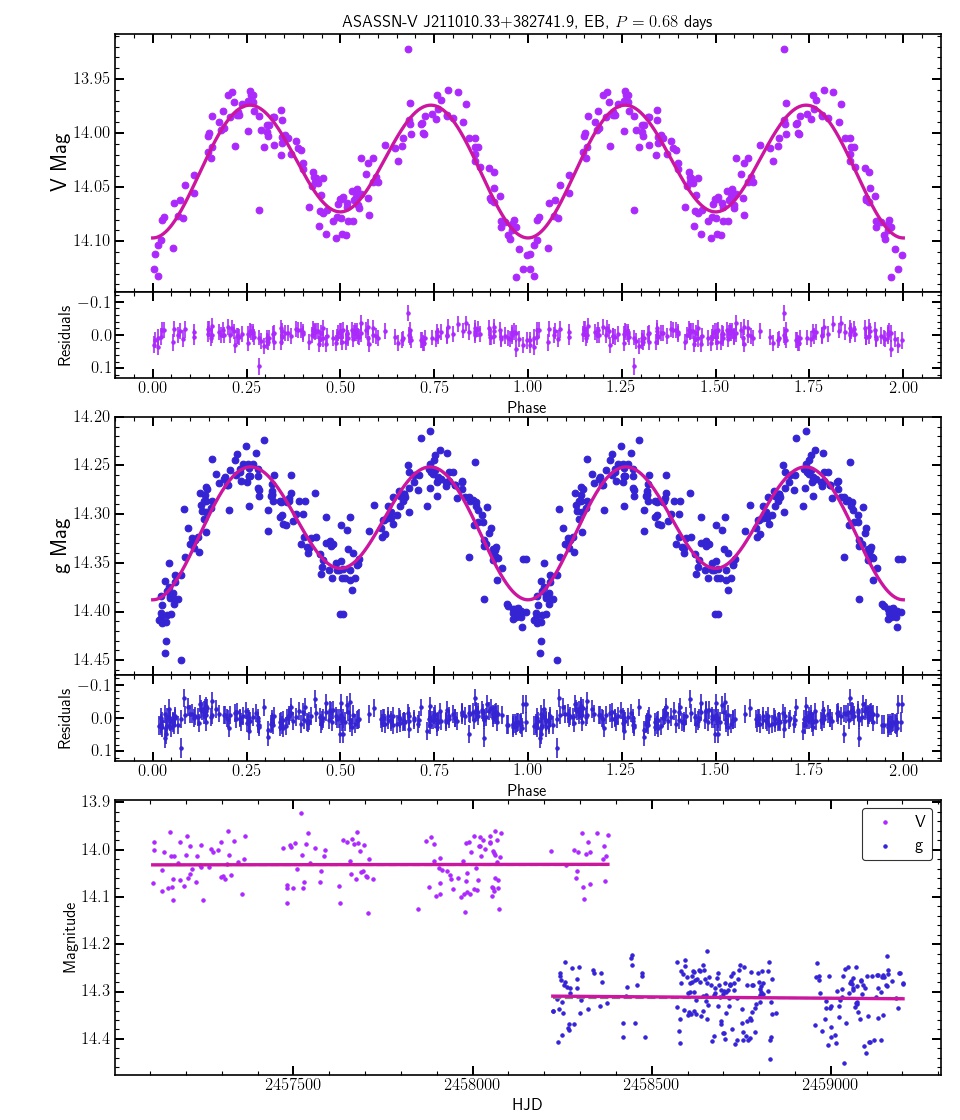 ASASSN-V J211010.33+382741.9, EB, P = 0.68 days
V Mag
13.95
14.00
14.05
14.10
Residuals
−0.1
0.0
0.1
0.00 0.25 0.50 0.75 1.00 1.25 1.50 1.75 2.00
Phase
g Mag
14.20
14.25
14.30
14.35
14.40
14.45
Residuals
−0.1
0.0
0.1
0.00 0.25 0.50 0.75 1.00 1.25 1.50 1.75 2.00
Phase
Magnitude
13.9
14.0
14.1
14.2
14.3
14.4
V
g
2457500 2458000 2458500 2459000
HJD